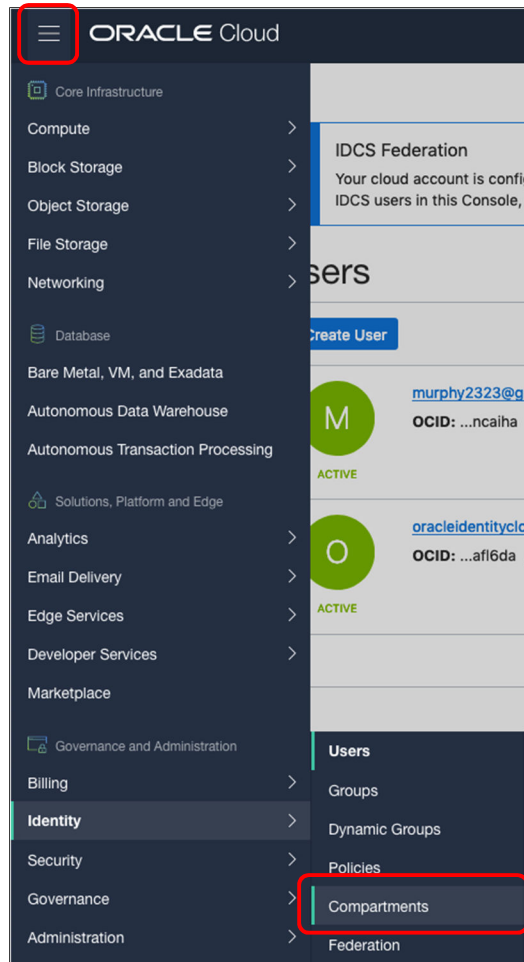 ORACLE Cloud
Core Infrastructure
Compute
Block Storage
Object Storage
File Storage
Networking
Database
Bare Metal, VM, and Exadata
Autonomous Data Warehouse
Autonomous Transaction Processing
Solutions, Platform and Edge
Analytics
Email Delivery
Edge Services
Developer Services
Marketplace
Governance and Administration
Billing
Identity
Security
Governance
Administration
IDCS Federation
Your cloud account is confi
IDCS users in this Console,
sers
Create User
M
murphy2323@g
OCID: ...ncaiha
ACTIVE
O
oracleidentityclo
OCID: ...afl6da
ACTIVE
Users
Groups
Dynamic Groups
Policies
Compartments
Federation